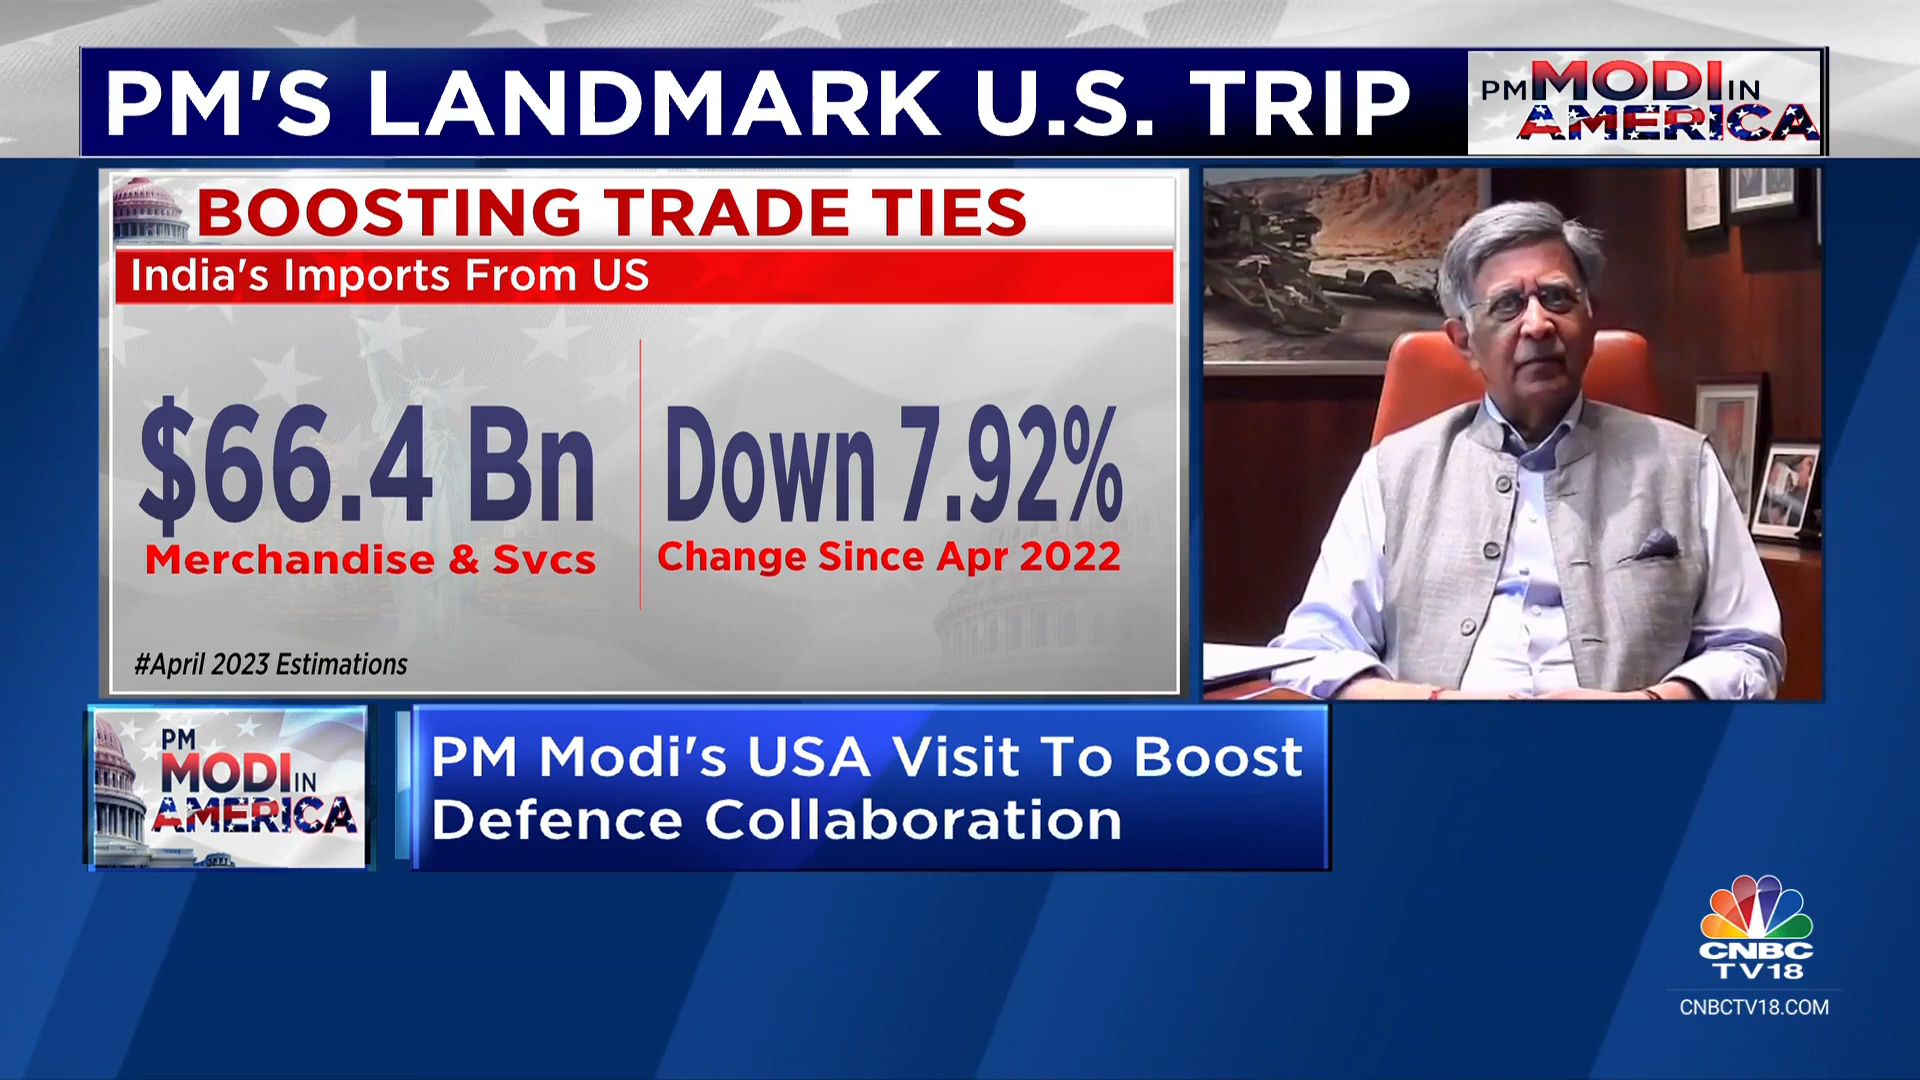 PM'S LANDMARK U.S. TRIP
PM MODI IN
AMERICA
BOOSTING TRADE TIES
India's Imports From US
$66.4 Bn
Merchandise & Svcs
Down 7.92%
Change Since Apr 2022
#April 2023 Estimations
PM
MODI IN
AMERICA
PM Modi's USA Visit To Boost
Defence Collaboration
CNBC
TV18
CNBCTV18.COM